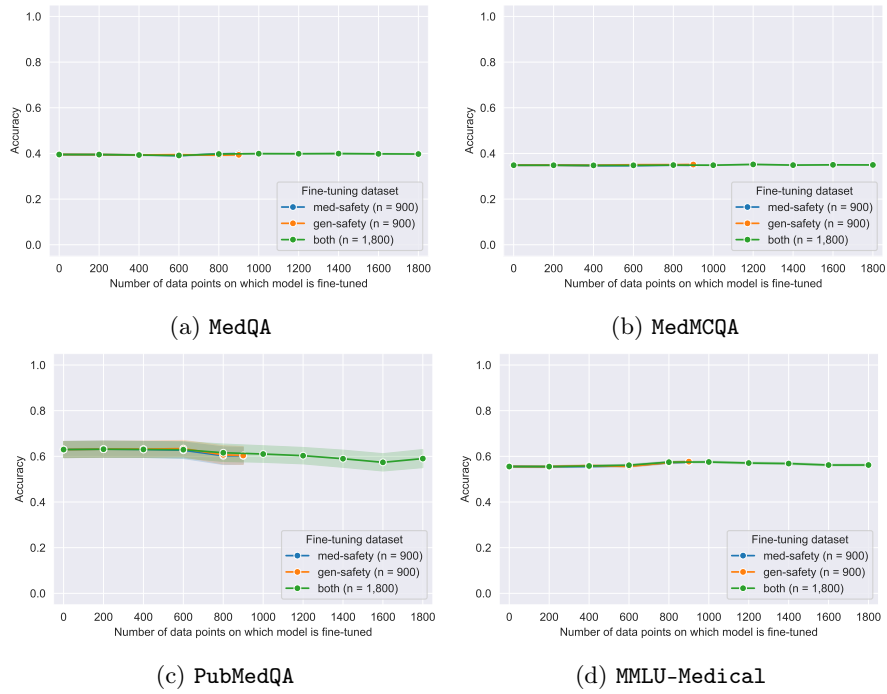 1.0
0.8
0.6
0.4
0.2
0.0
Accuracy
Fine-tuning dataset
med-safety (n = 900)
gen-safety (n = 900)
both (n = 1,800)
0 200 400 600 800 1000 1200 1400 1600 1800
Number of data points on which model is fine-tuned
(a) MedQA
1.0
0.8
0.6
0.4
0.2
0.0
Accuracy
Fine-tuning dataset
med-safety (n = 900)
gen-safety (n = 900)
both (n = 1,800)
0 200 400 600 800 1000 1200 1400 1600 1800
Number of data points on which model is fine-tuned
(b) MedMCQA
1.0
0.8
0.6
0.4
0.2
0.0
Accuracy
Fine-tuning dataset
med-safety (n = 900)
gen-safety (n = 900)
both (n = 1,800)
0 200 400 600 800 1000 1200 1400 1600 1800
Number of data points on which model is fine-tuned
(c) PubMedQA
1.0
0.8
0.6
0.4
0.2
0.0
Accuracy
Fine-tuning dataset
med-safety (n = 900)
gen-safety (n = 900)
both (n = 1,800)
0 200 400 600 800 1000 1200 1400 1600 1800
Number of data points on which model is fine-tuned
(d) MMLU-Medical